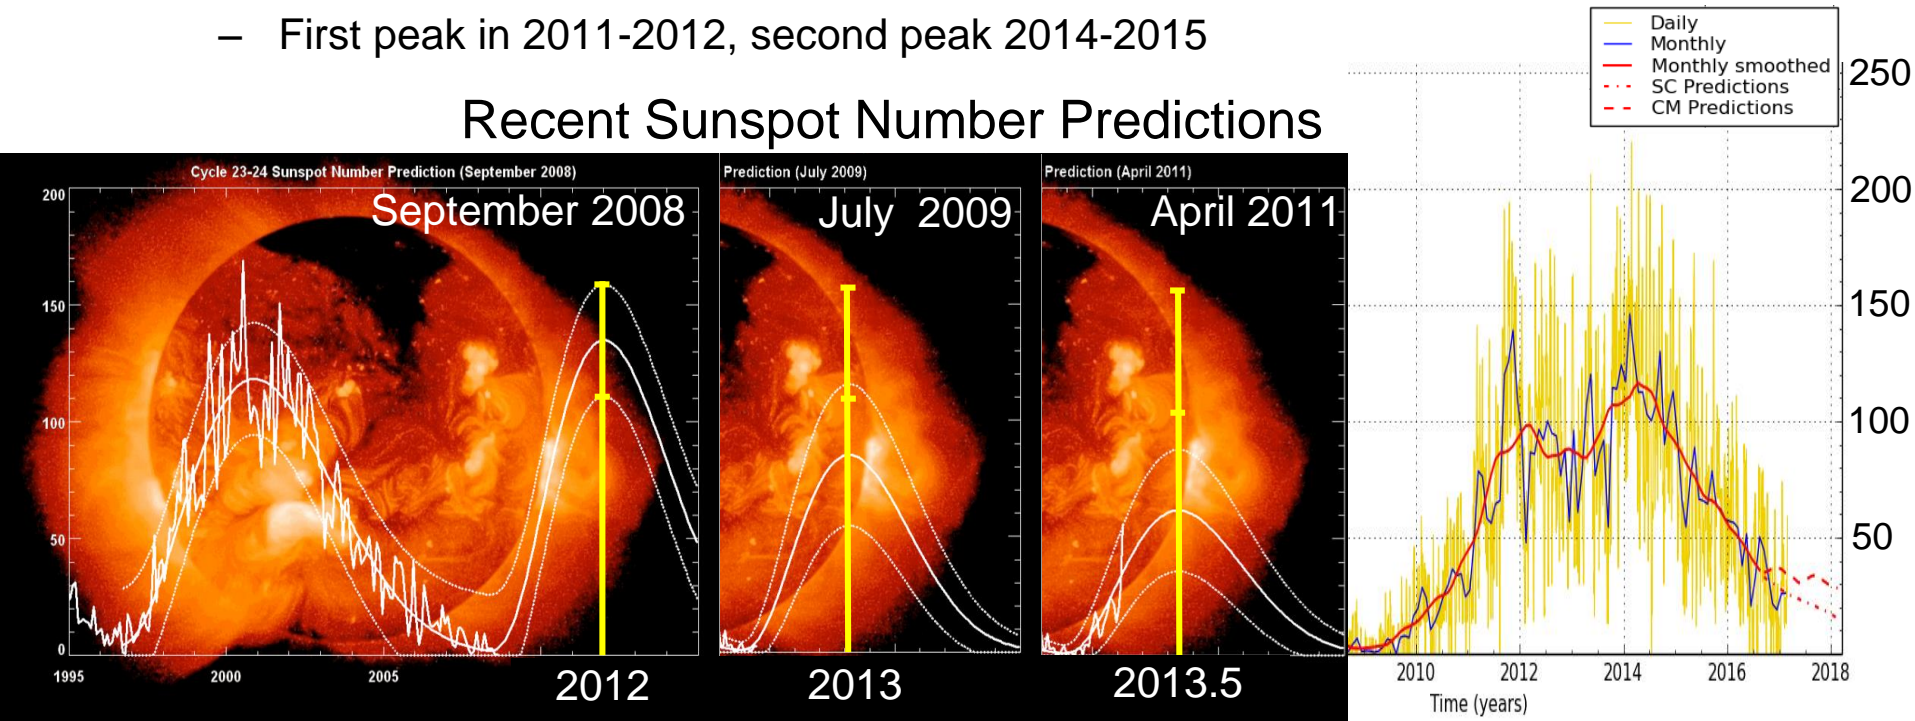 – First peak in 2011-2012, second peak 2014-2015
Recent Sunspot Number Predictions
Cycle 23-24 Sunspot Number Prediction (September 2008)
September 2008
200
150
100
50
0
1995 2000 2005
2012
Prediction (July 2009)
July 2009
2013
Prediction (April 2011)
April 2011
2013.5
Daily
Monthly
Monthly smoothed
SC Predictions
CM Predictions
250
200
150
100
50
2010 2012 2014 2016 2018
Time (years)